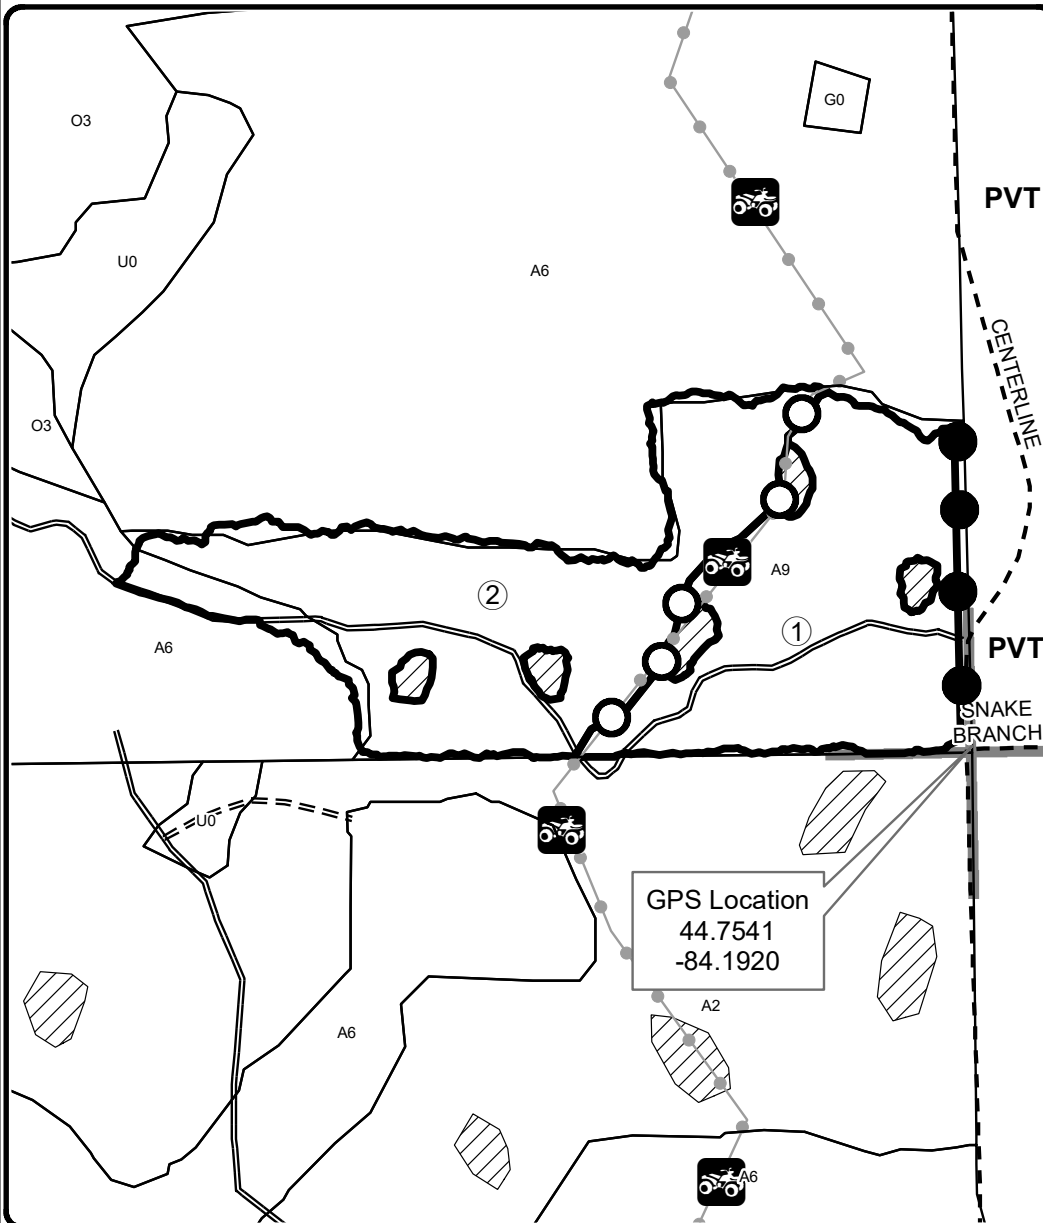 G0
O3
PVT
U0
A6
CENTERLINE
O3
A9
2
1
A6
PVT
SNAKE
BRANCH
U0
GPS Location
44.7541
-84.1920
A2
A6
A6